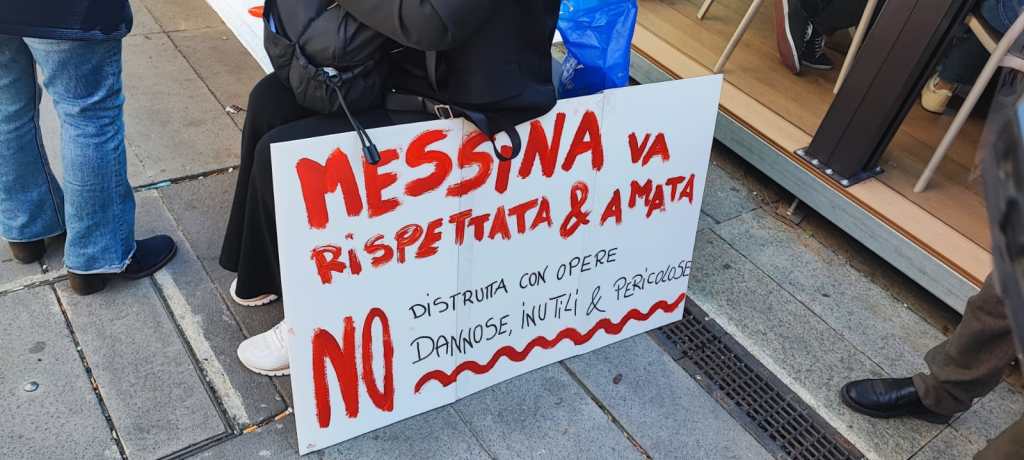 MESSINA VA
RISPETTATA & AMATA
NO DISTRUTTA CON OPERE
DANNOSE, INUTILI & PERICOLOSE